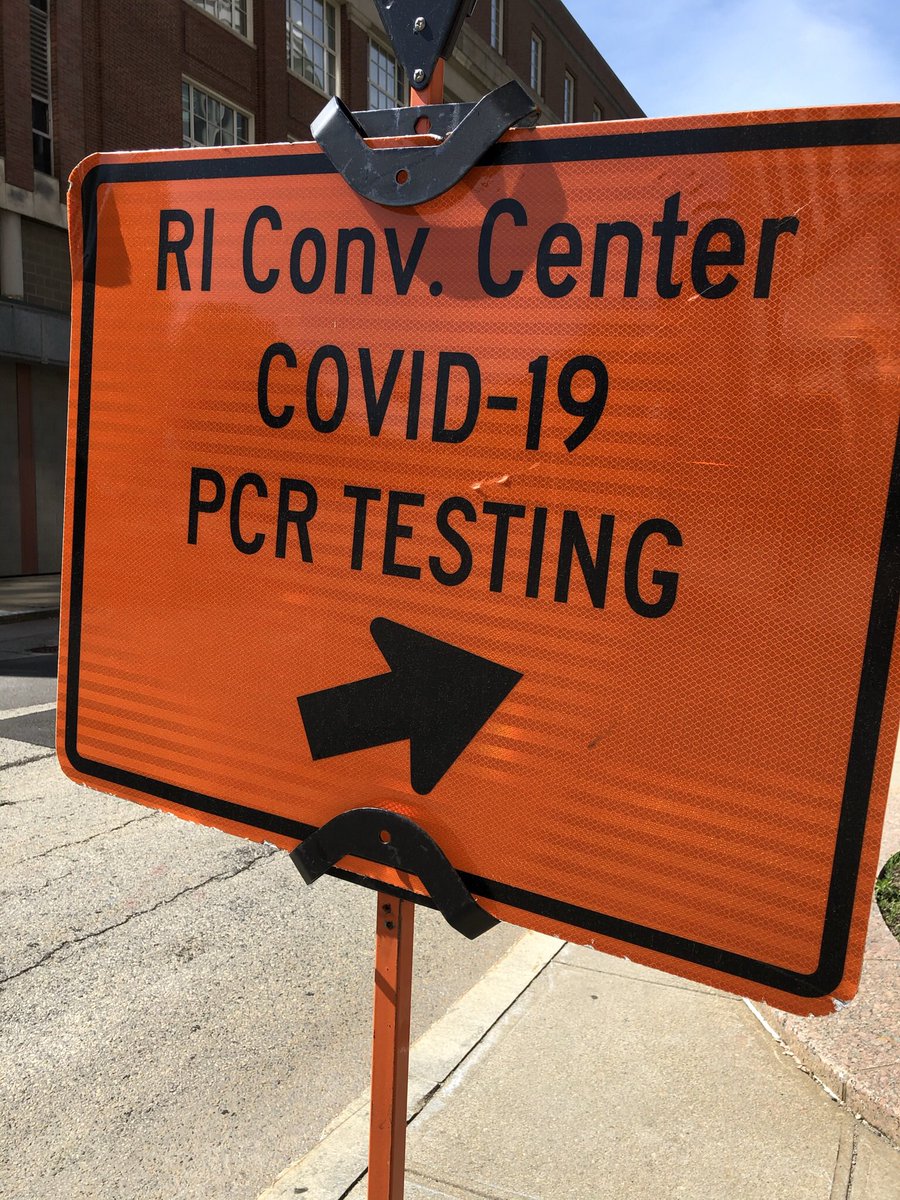 RI Conv. Center
COVID-19
PCR TESTING